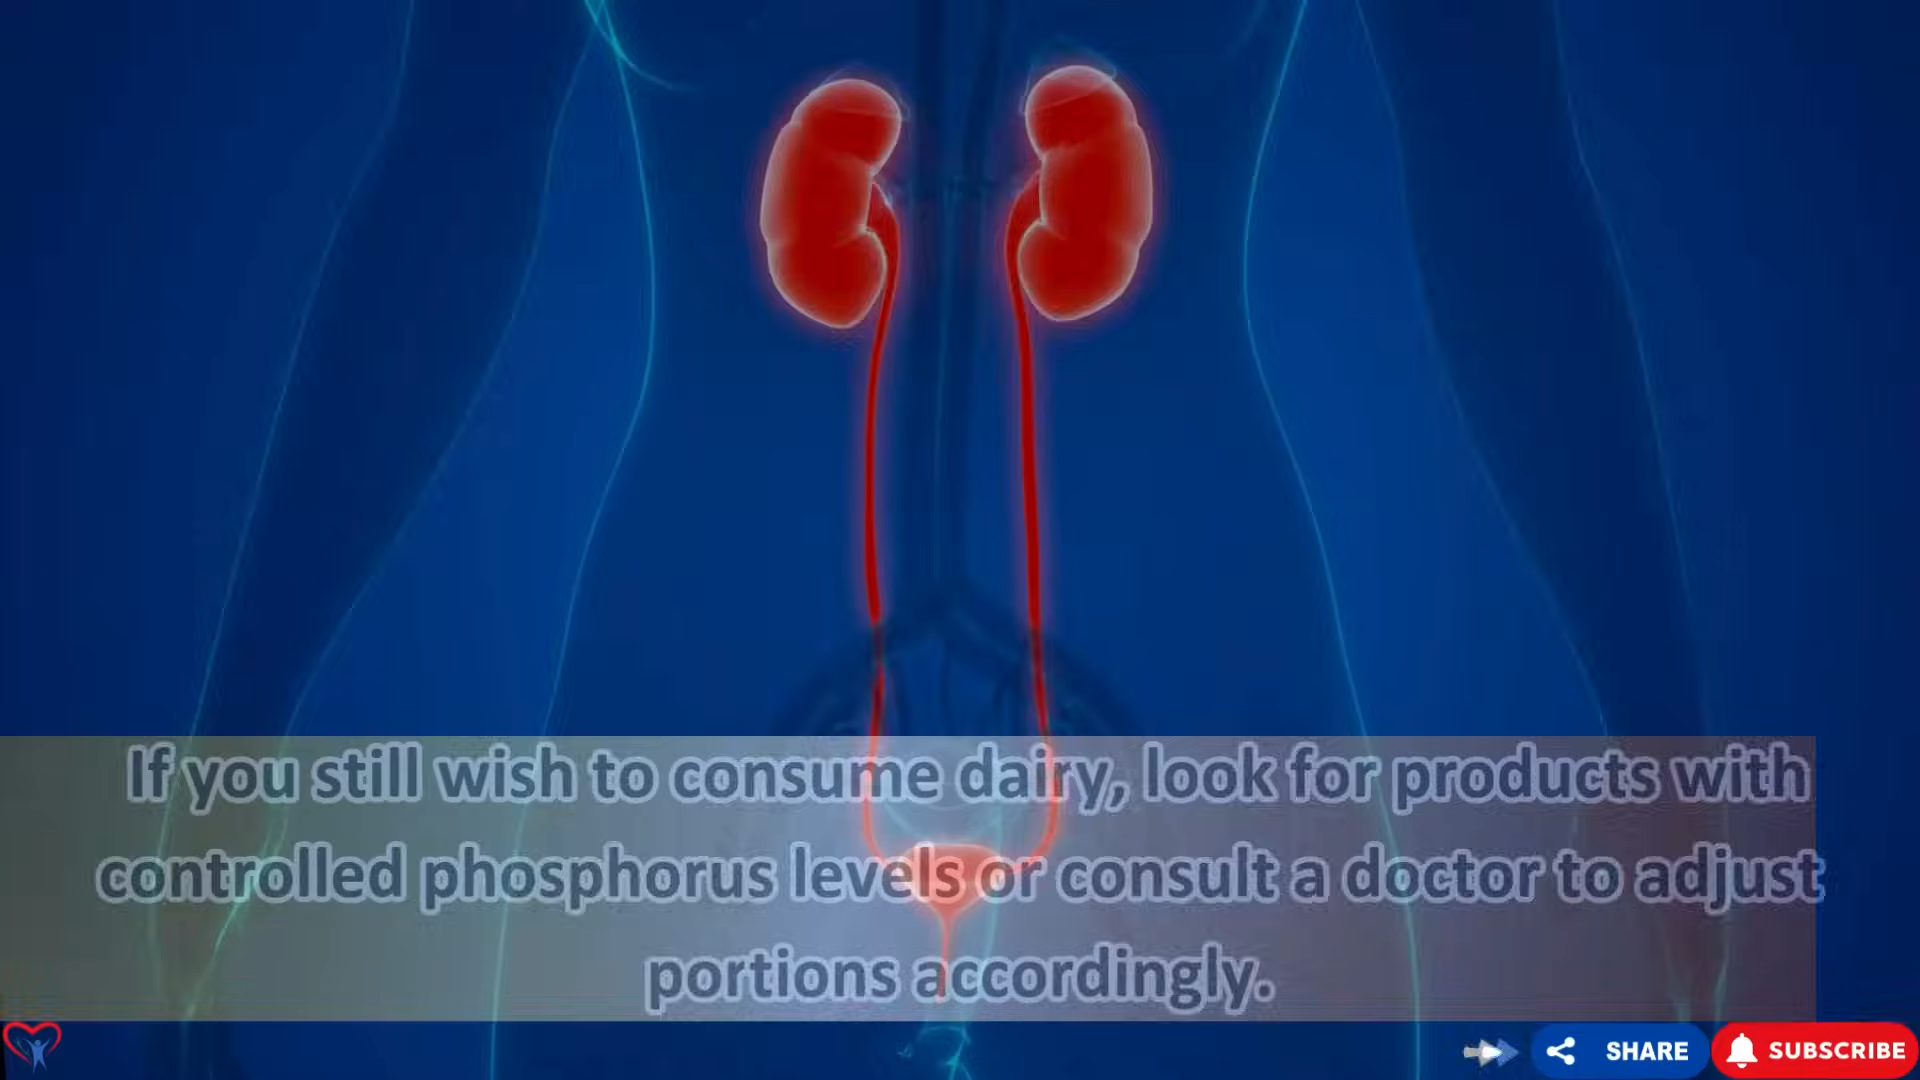 If you still wish to consume dairy, look for products with
controlled phosphorus levels or consult a doctor to adjust
portions accordingly.
SHARE
SUBSCRIBE